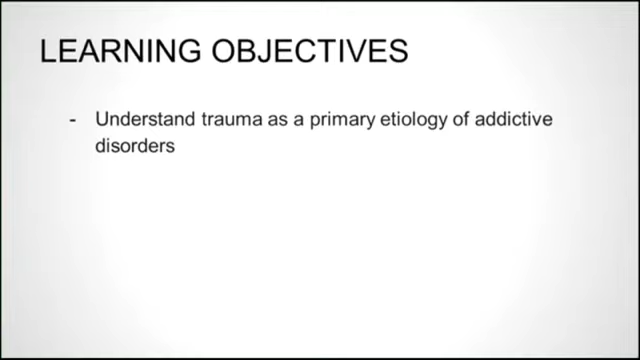 LEARNING OBJECTIVES
- Understand trauma as a primary etiology of addictive
disorders